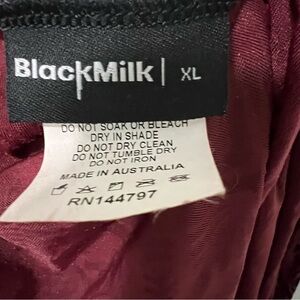 BlackMilk | XL
DO NOT SOAK OR BLEACH
DRY IN SHADE
DO NOT DRY CLEAN
DO NOT TUMBLE DRY
DO NOT IRON
MADE IN AUSTRALIA
RN144797